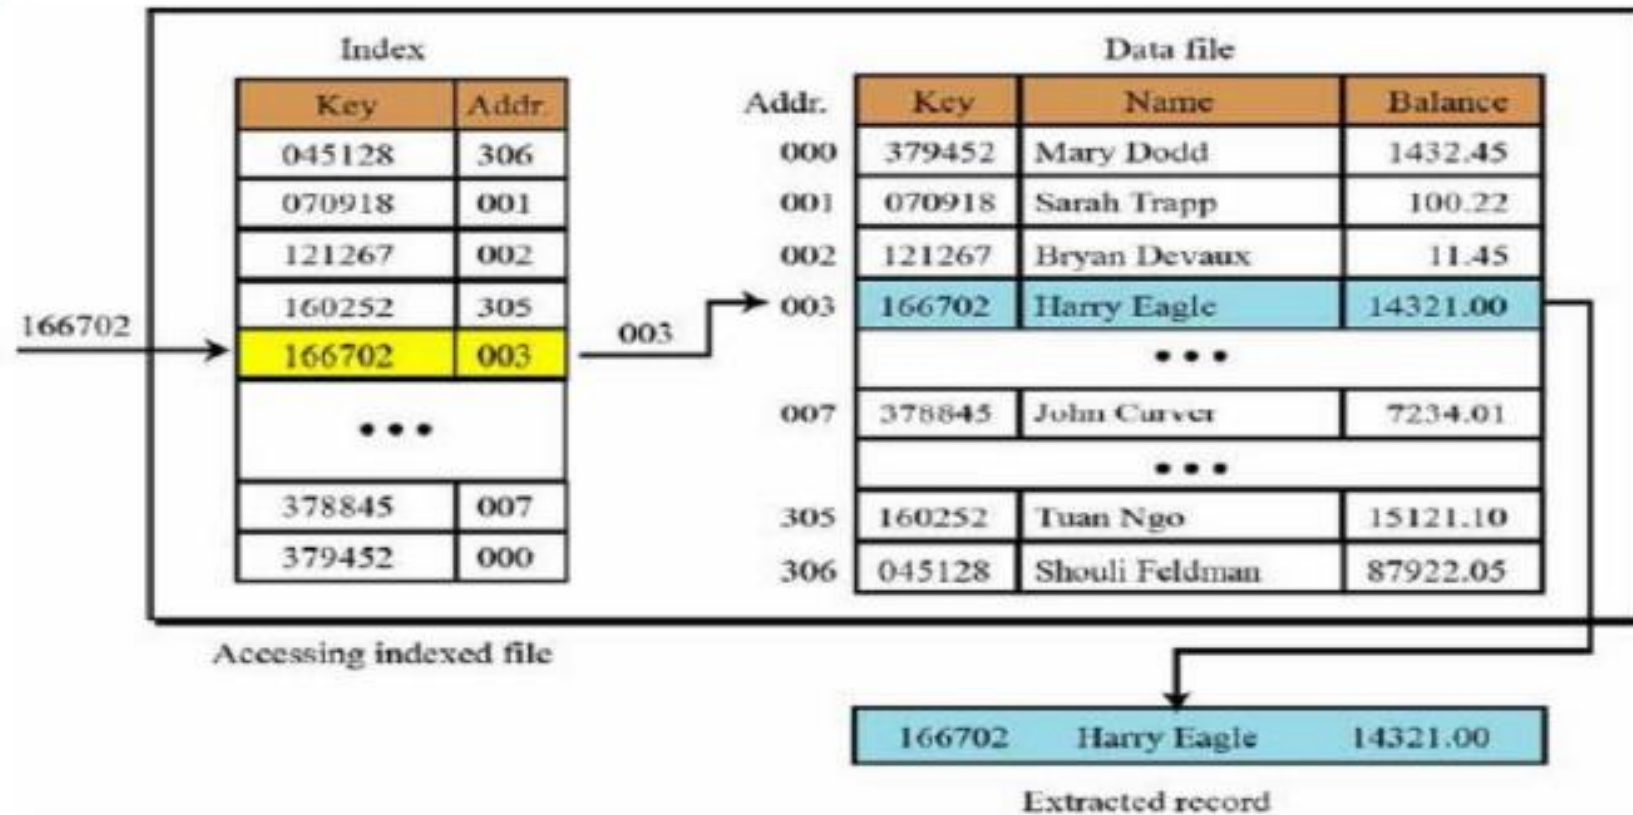 Index
Data file
Key Addr.
045128 306
070918 001
121267 002
160252 305
166702 003
•••
378845 007
379452 000
166702
003
Addr. Key Name Balance
000 379452 Mary Dodd 1432.45
001 070918 Sarah Trapp 100.22
002 121267 Bryan Devaux 11.45
003 166702 Harry Eagle 14321.00
•••
007 378845 John Carver 7234.01
•••
305 160252 Tuan Ngo 15121.10
306 045128 Shouli Feldman 87922.05
Accessing indexed file
166702 Harry Eagle 14321.00
Extracted record